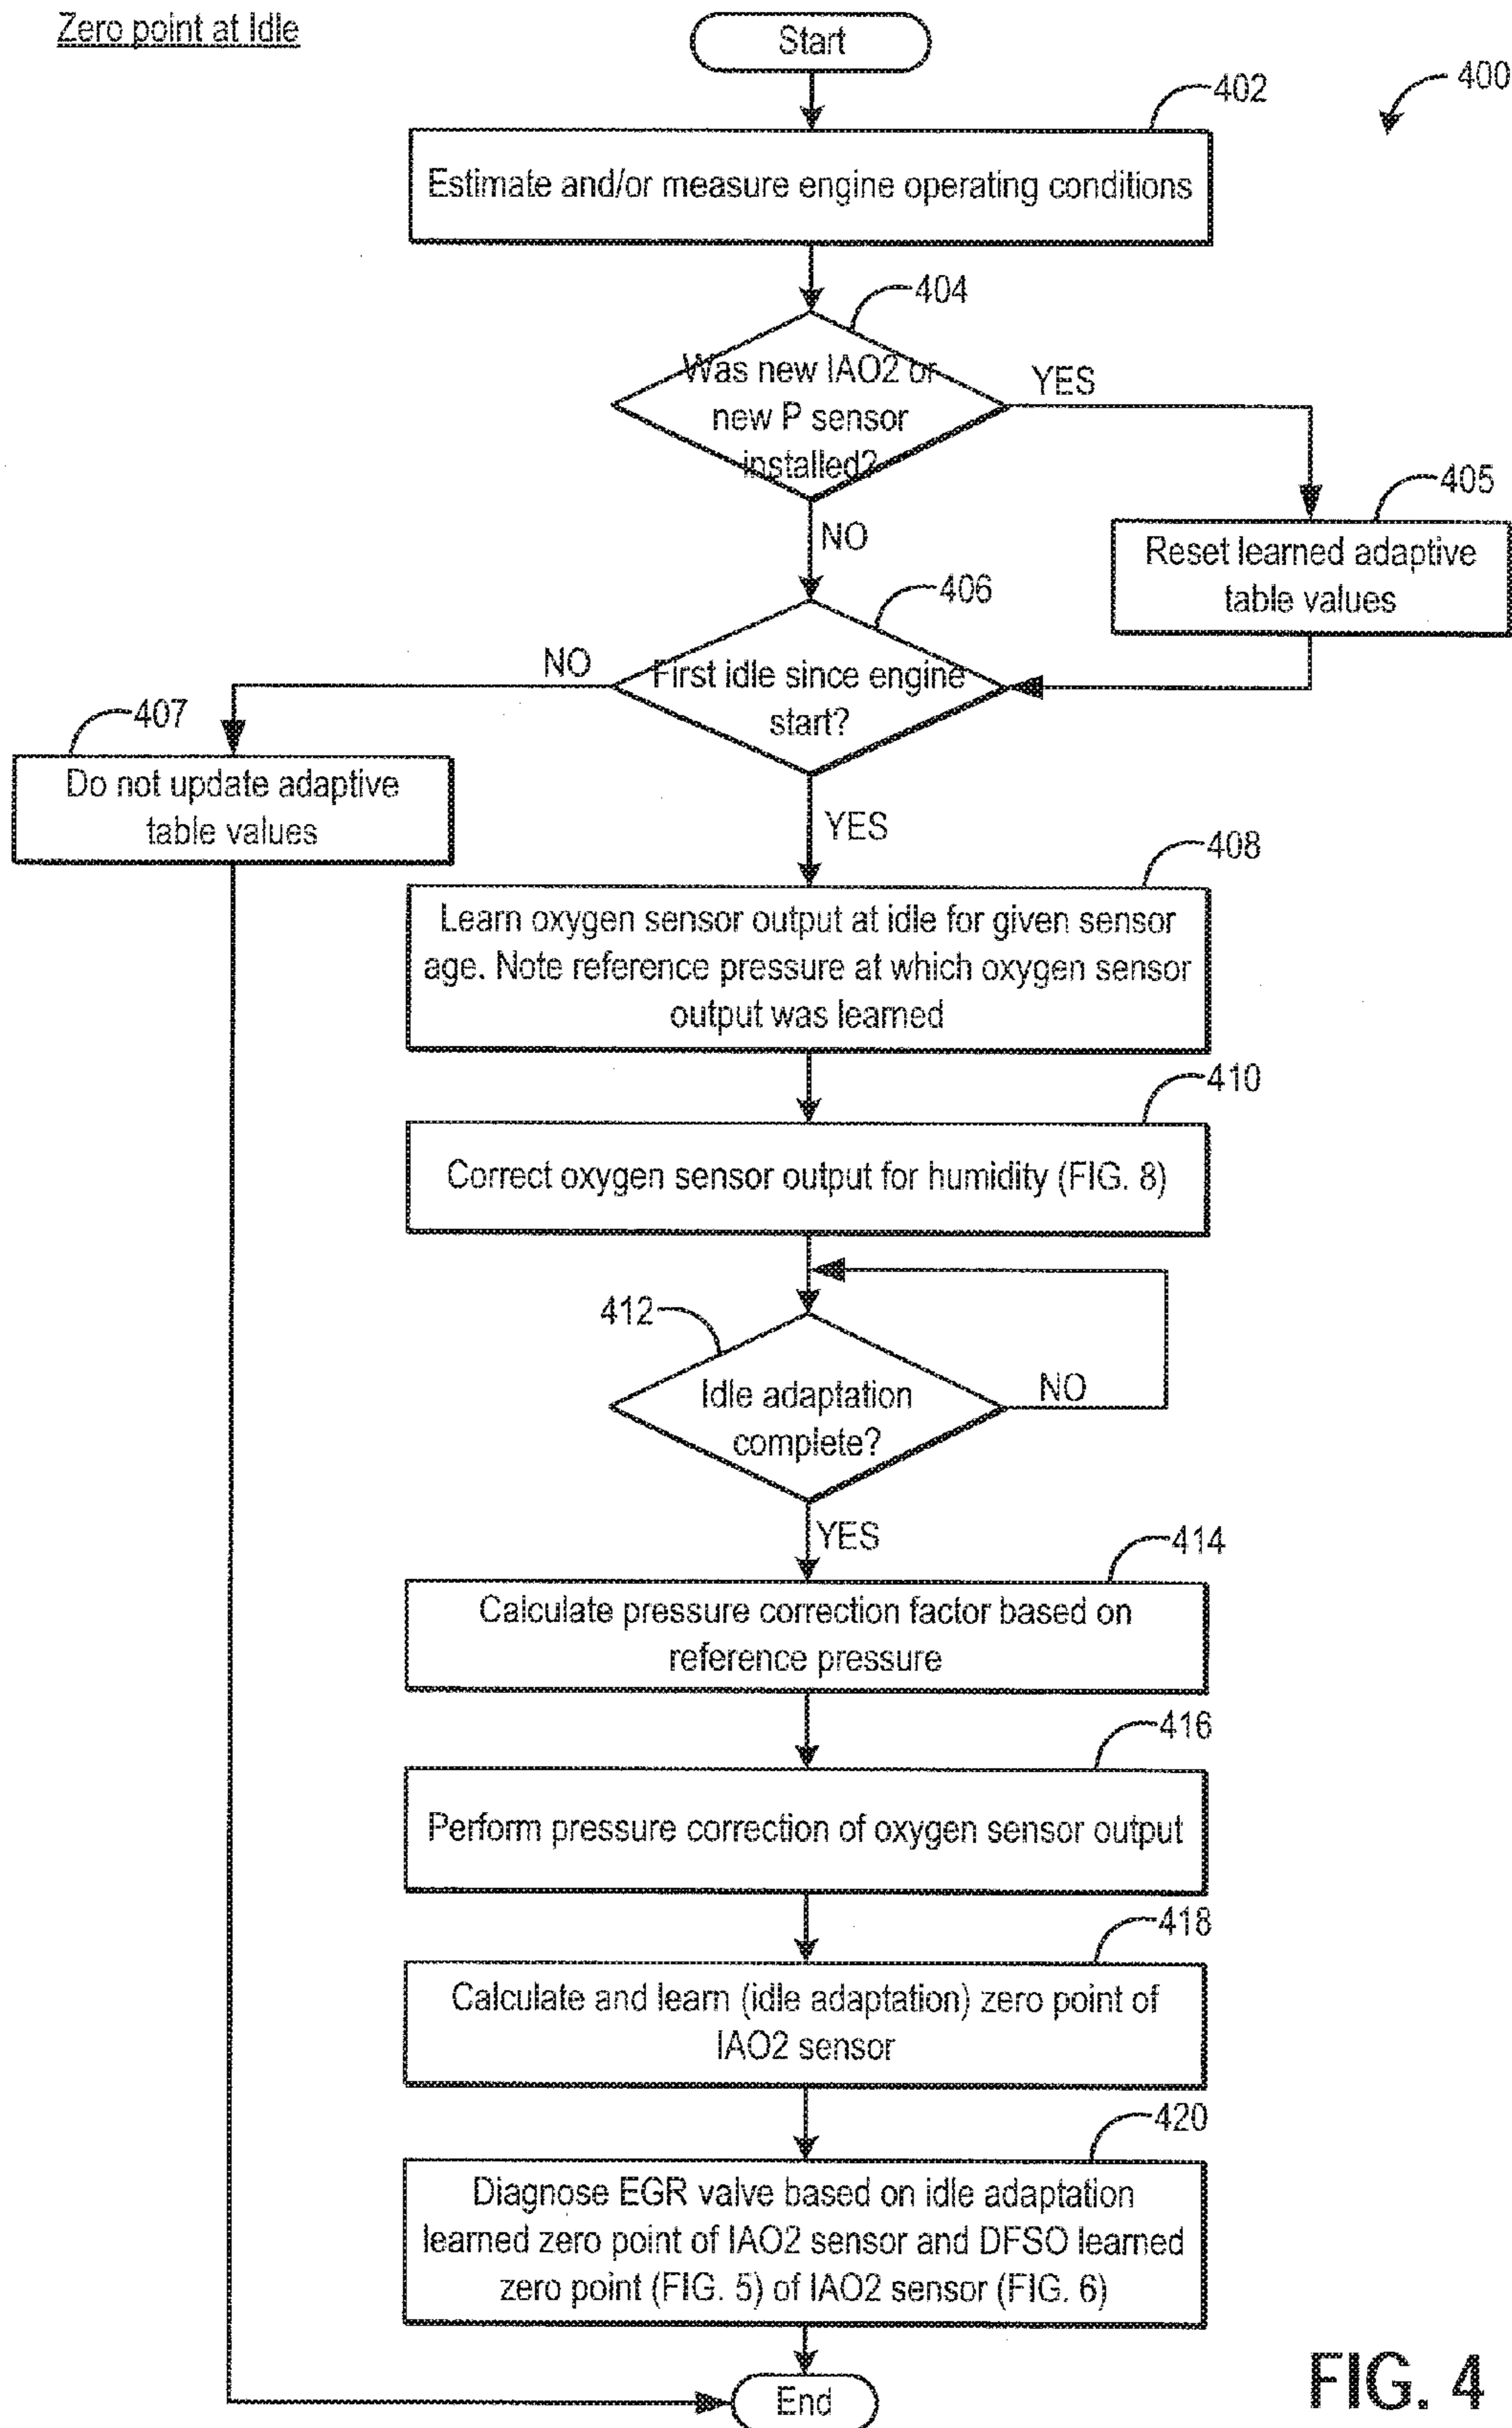 Zero point at Idle
Start
400
402
Estimate and/or measure engine operating conditions
404
Was new IAO2 or
new P sensor
installed?
YES
NO
405
Reset learned adaptive
table values
406
First idle since engine
start?
NO
407
Do not update adaptive
table values
YES
408
Learn oxygen sensor output at idle for given sensor
age. Note reference pressure at which oxygen sensor
output was learned
410
Correct oxygen sensor output for humidity (FIG. 8)
412
Idle adaptation
complete?
NO
YES
414
Calculate pressure correction factor based on
reference pressure
416
Perform pressure correction of oxygen sensor output
418
Calculate and learn (idle adaptation) zero point of
IAO2 sensor
420
Diagnose EGR valve based on idle adaptation
learned zero point of IAO2 sensor and DFSO learned
zero point (FIG. 5) of IAO2 sensor (FIG. 6)
End
FIG. 4